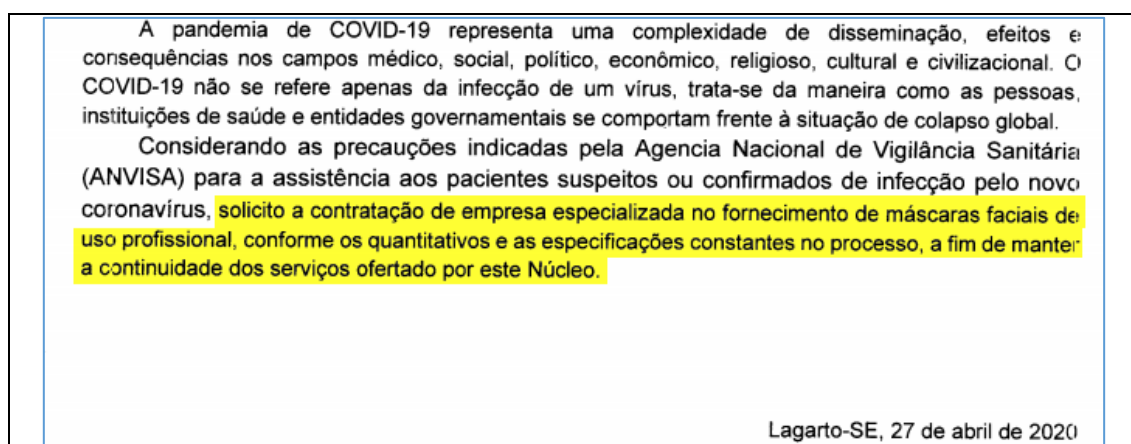 A pandemia de COVID-19 representa uma complexidade de disseminação, efeitos e
consequências nos campos médico, social, político, econômico, religioso, cultural e civilizacional. O
COVID-19 não se refere apenas da infecção de um vírus, trata-se da maneira como as pessoas,
instituições de saúde e entidades governamentais se comportam frente à situação de colapso global.
Considerando as precauções indicadas pela Agencia Nacional de Vigilância Sanitária
(ANVISA) para a assistência aos pacientes suspeitos ou confirmados de infecção pelo novo
coronavírus, solicito a contratação de empresa especializada no fornecimento de máscaras faciais de
uso profissional, conforme os quantitativos e as especificações constantes no processo, a fim de manter
a continuidade dos serviços ofertado por este Núcleo.
Lagarto-SE, 27 de abril de 2020